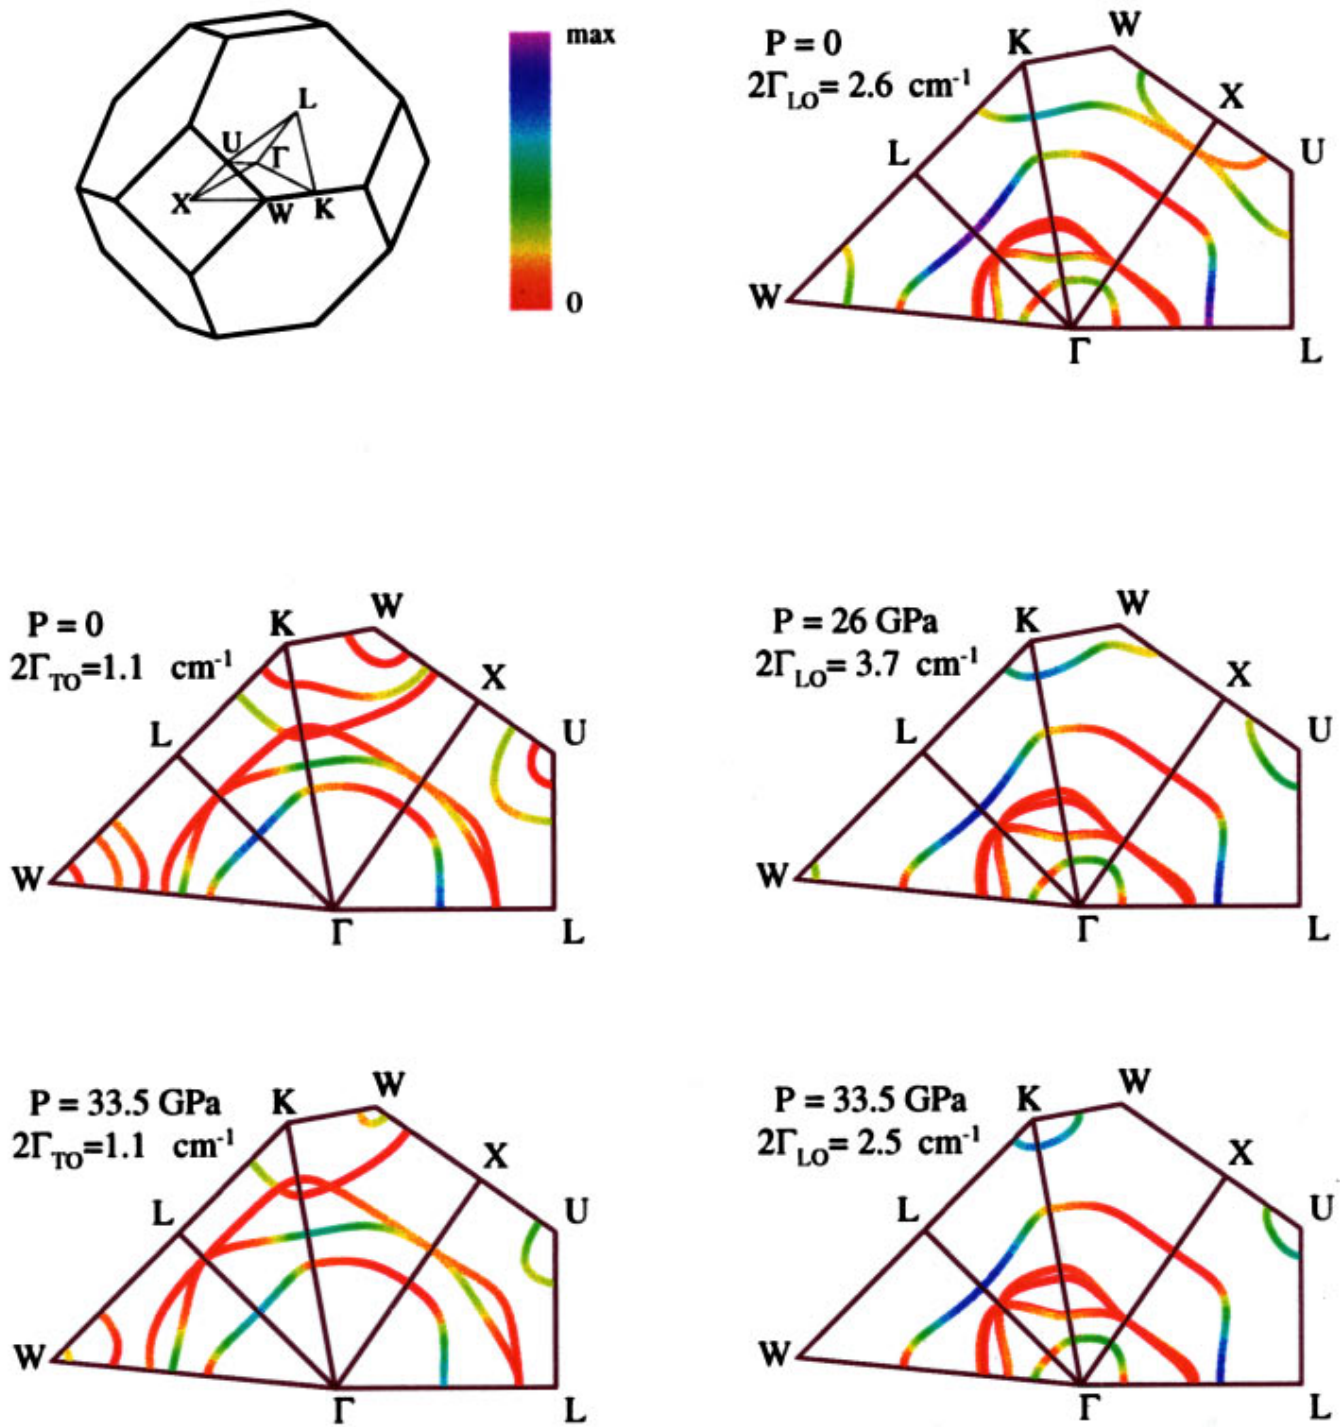 max
0
L
U
Γ
X
W
K
P = 0
2Γ_LO = 2.6 cm⁻¹
K
W
X
U
L
W
Γ
L
P = 0
2Γ_TO=1.1 cm⁻¹
K
W
X
U
L
W
Γ
L
P = 26 GPa
2Γ_LO= 3.7 cm⁻¹
K
W
X
U
L
W
Γ
L
P = 33.5 GPa
2Γ_TO=1.1 cm⁻¹
K
W
X
U
L
W
Γ
L
P = 33.5 GPa
2Γ_LO= 2.5 cm⁻¹
K
W
X
U
L
W
Γ
L